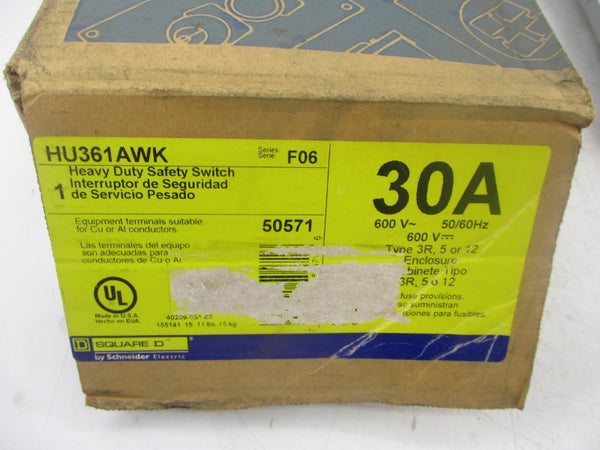 HU361AWK
Series
Serie:
F06
1
Heavy Duty Safety Switch
Interruptor de Seguridad
de Servicio Pesado
Equipment terminals suitable
for Cu or Al conductors
50571
Las terminales del equipo
son adecuadas para
conductores de Cu o Al
30A
600 V~ 50/60Hz
600 V⎓
Type 3R, 5 or 12
Enclosure
Tipo
3R, 5 o 12
fuse provisions.
suministran
para fusibles.
UL
Made in U.S.A.
Hecho en EUA.
155141 15 11 lbs. / 5 kg
D SQUARE D
by Schneider Electric